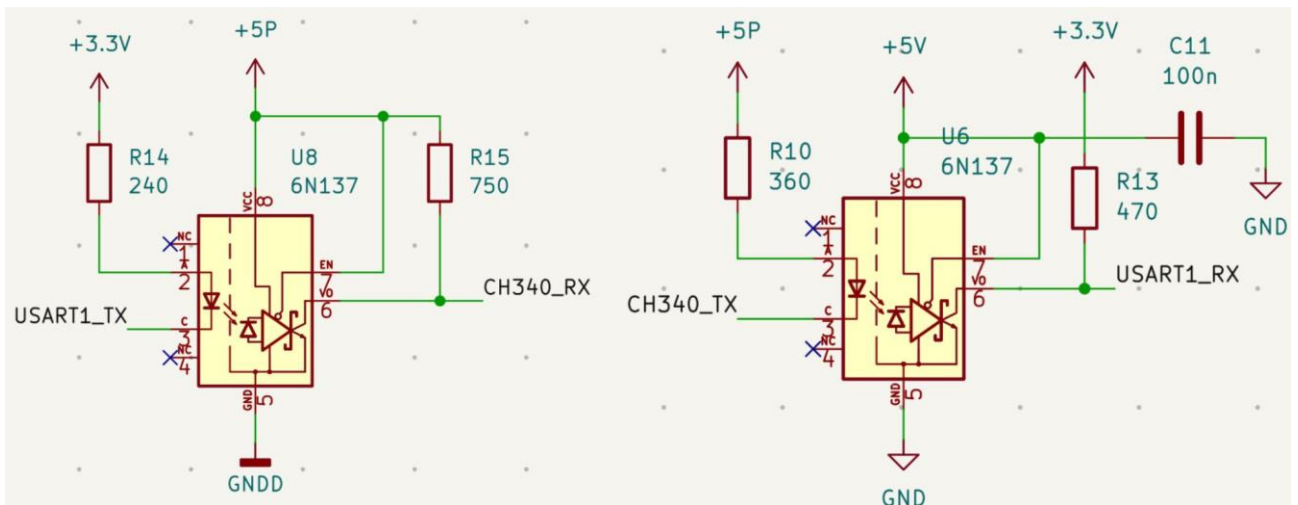 +3.3V
+5P
R14
240
U8
6N137
R15
750
VCC
8
NC
1
A
2
EN
7
VO
6
CH340_RX
USART1_TX
C
3
NC
4
GND
5
GNDD
+5P
+5V
+3.3V
C11
100n
R10
360
U6
6N137
R13
470
GND
VCC
8
NC
1
A
2
EN
7
VO
6
USART1_RX
CH340_TX
C
3
NC
4
GND
5
GND